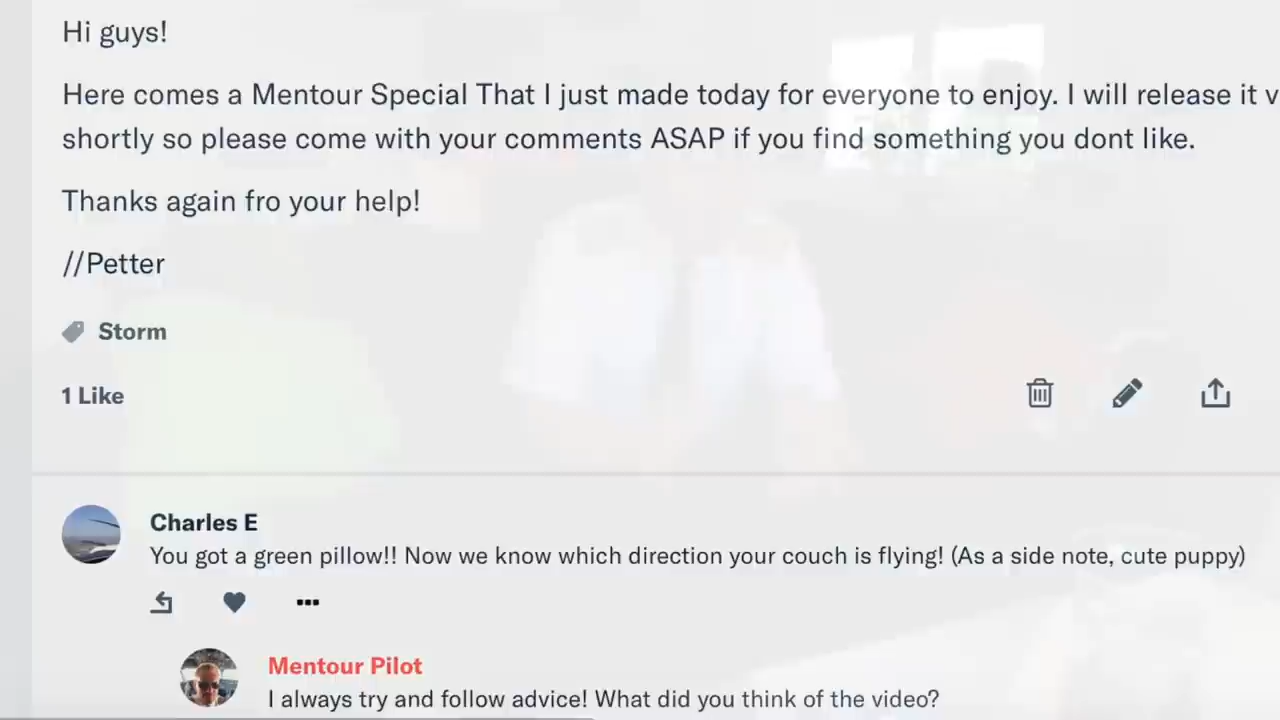 Hi guys!
Here comes a Mentour Special That I just made today for everyone to enjoy. I will release it
shortly so please come with your comments ASAP if you find something you dont like.
Thanks again fro your help!
//Petter
Storm
1 Like
Charles E
You got a green pillow!! Now we know which direction your couch is flying! (As a side note, cute puppy)
Mentour Pilot
I always try and follow advice! What did you think of the video?